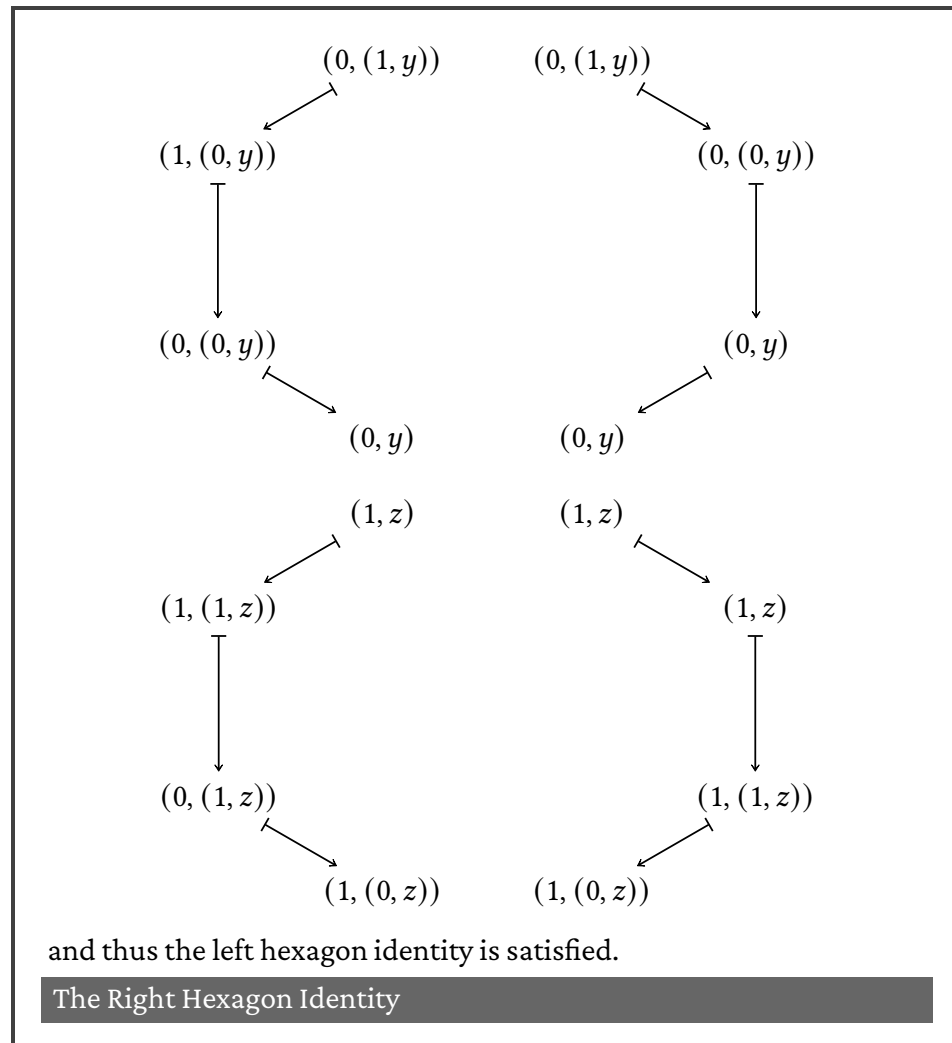 (0, (1, y)) (0, (1, y))
(1, (0, y)) (0, (0, y))
(0, (0, y)) (0, y)
(0, y) (0, y)
(1, z) (1, z)
(1, (1, z)) (1, z)
(0, (1, z)) (1, (1, z))
(1, (0, z)) (1, (0, z))
and thus the left hexagon identity is satisfied.
The Right Hexagon Identity